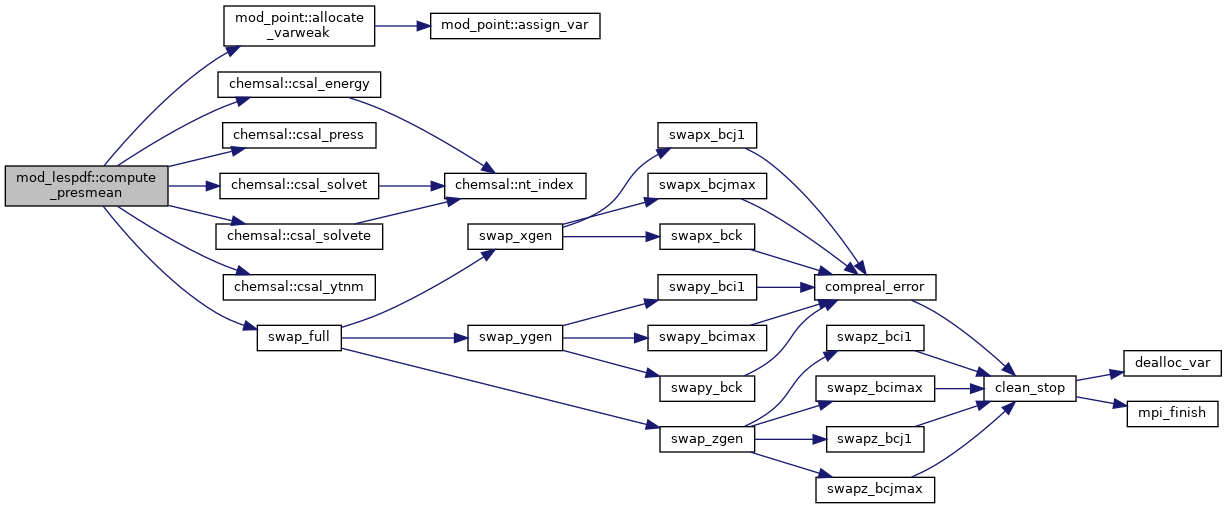 mod_lespdf::compute
_presmean
mod_point::allocate
_varweak
mod_point::assign_var
chemsal::csal_energy
chemsal::csal_press
chemsal::csal_solvet
chemsal::csal_solvete
chemsal::csal_ytnm
chemsal::nt_index
swap_full
swap_xgen
swap_ygen
swap_zgen
swapx_bcj1
swapx_bcjmax
swapx_bck
swapy_bci1
swapy_bcimax
swapy_bck
compreal_error
swapz_bci1
swapz_bcimax
swapz_bcj1
swapz_bcjmax
clean_stop
dealloc_var
mpi_finish